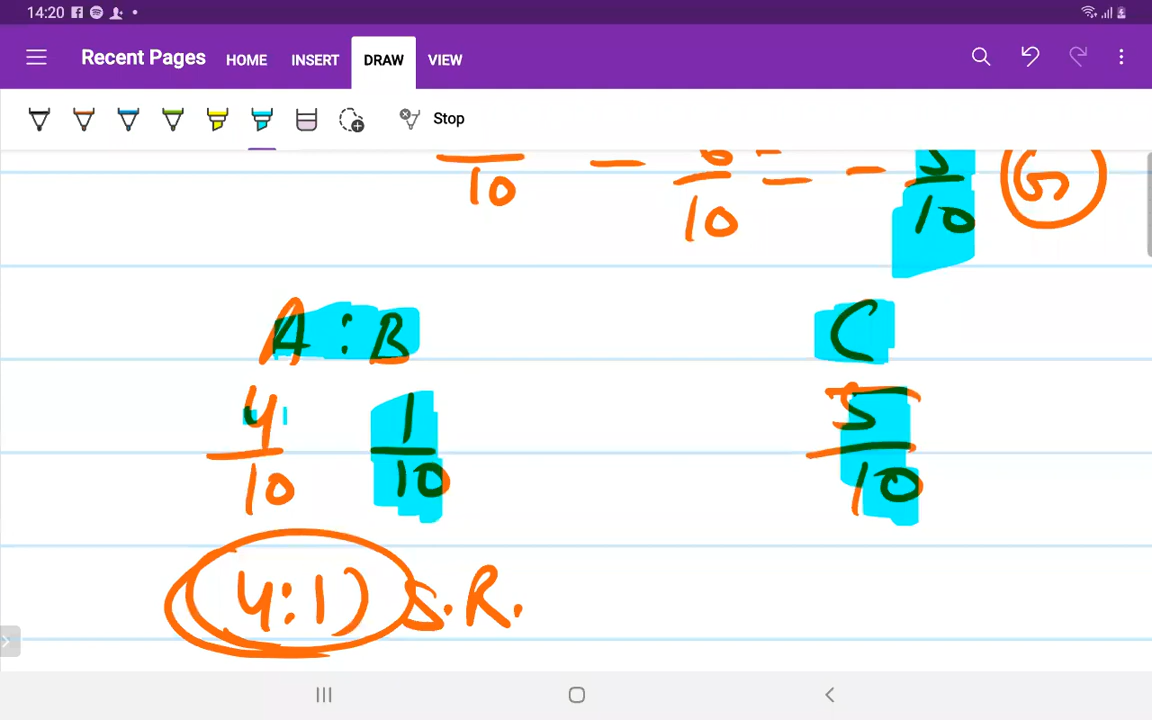 14:20
Recent Pages HOME INSERT DRAW VIEW
Stop
10 - 6/10 = - 5/10 G
A : B C
4/10 1/10 5/10
(4:1) S.R.